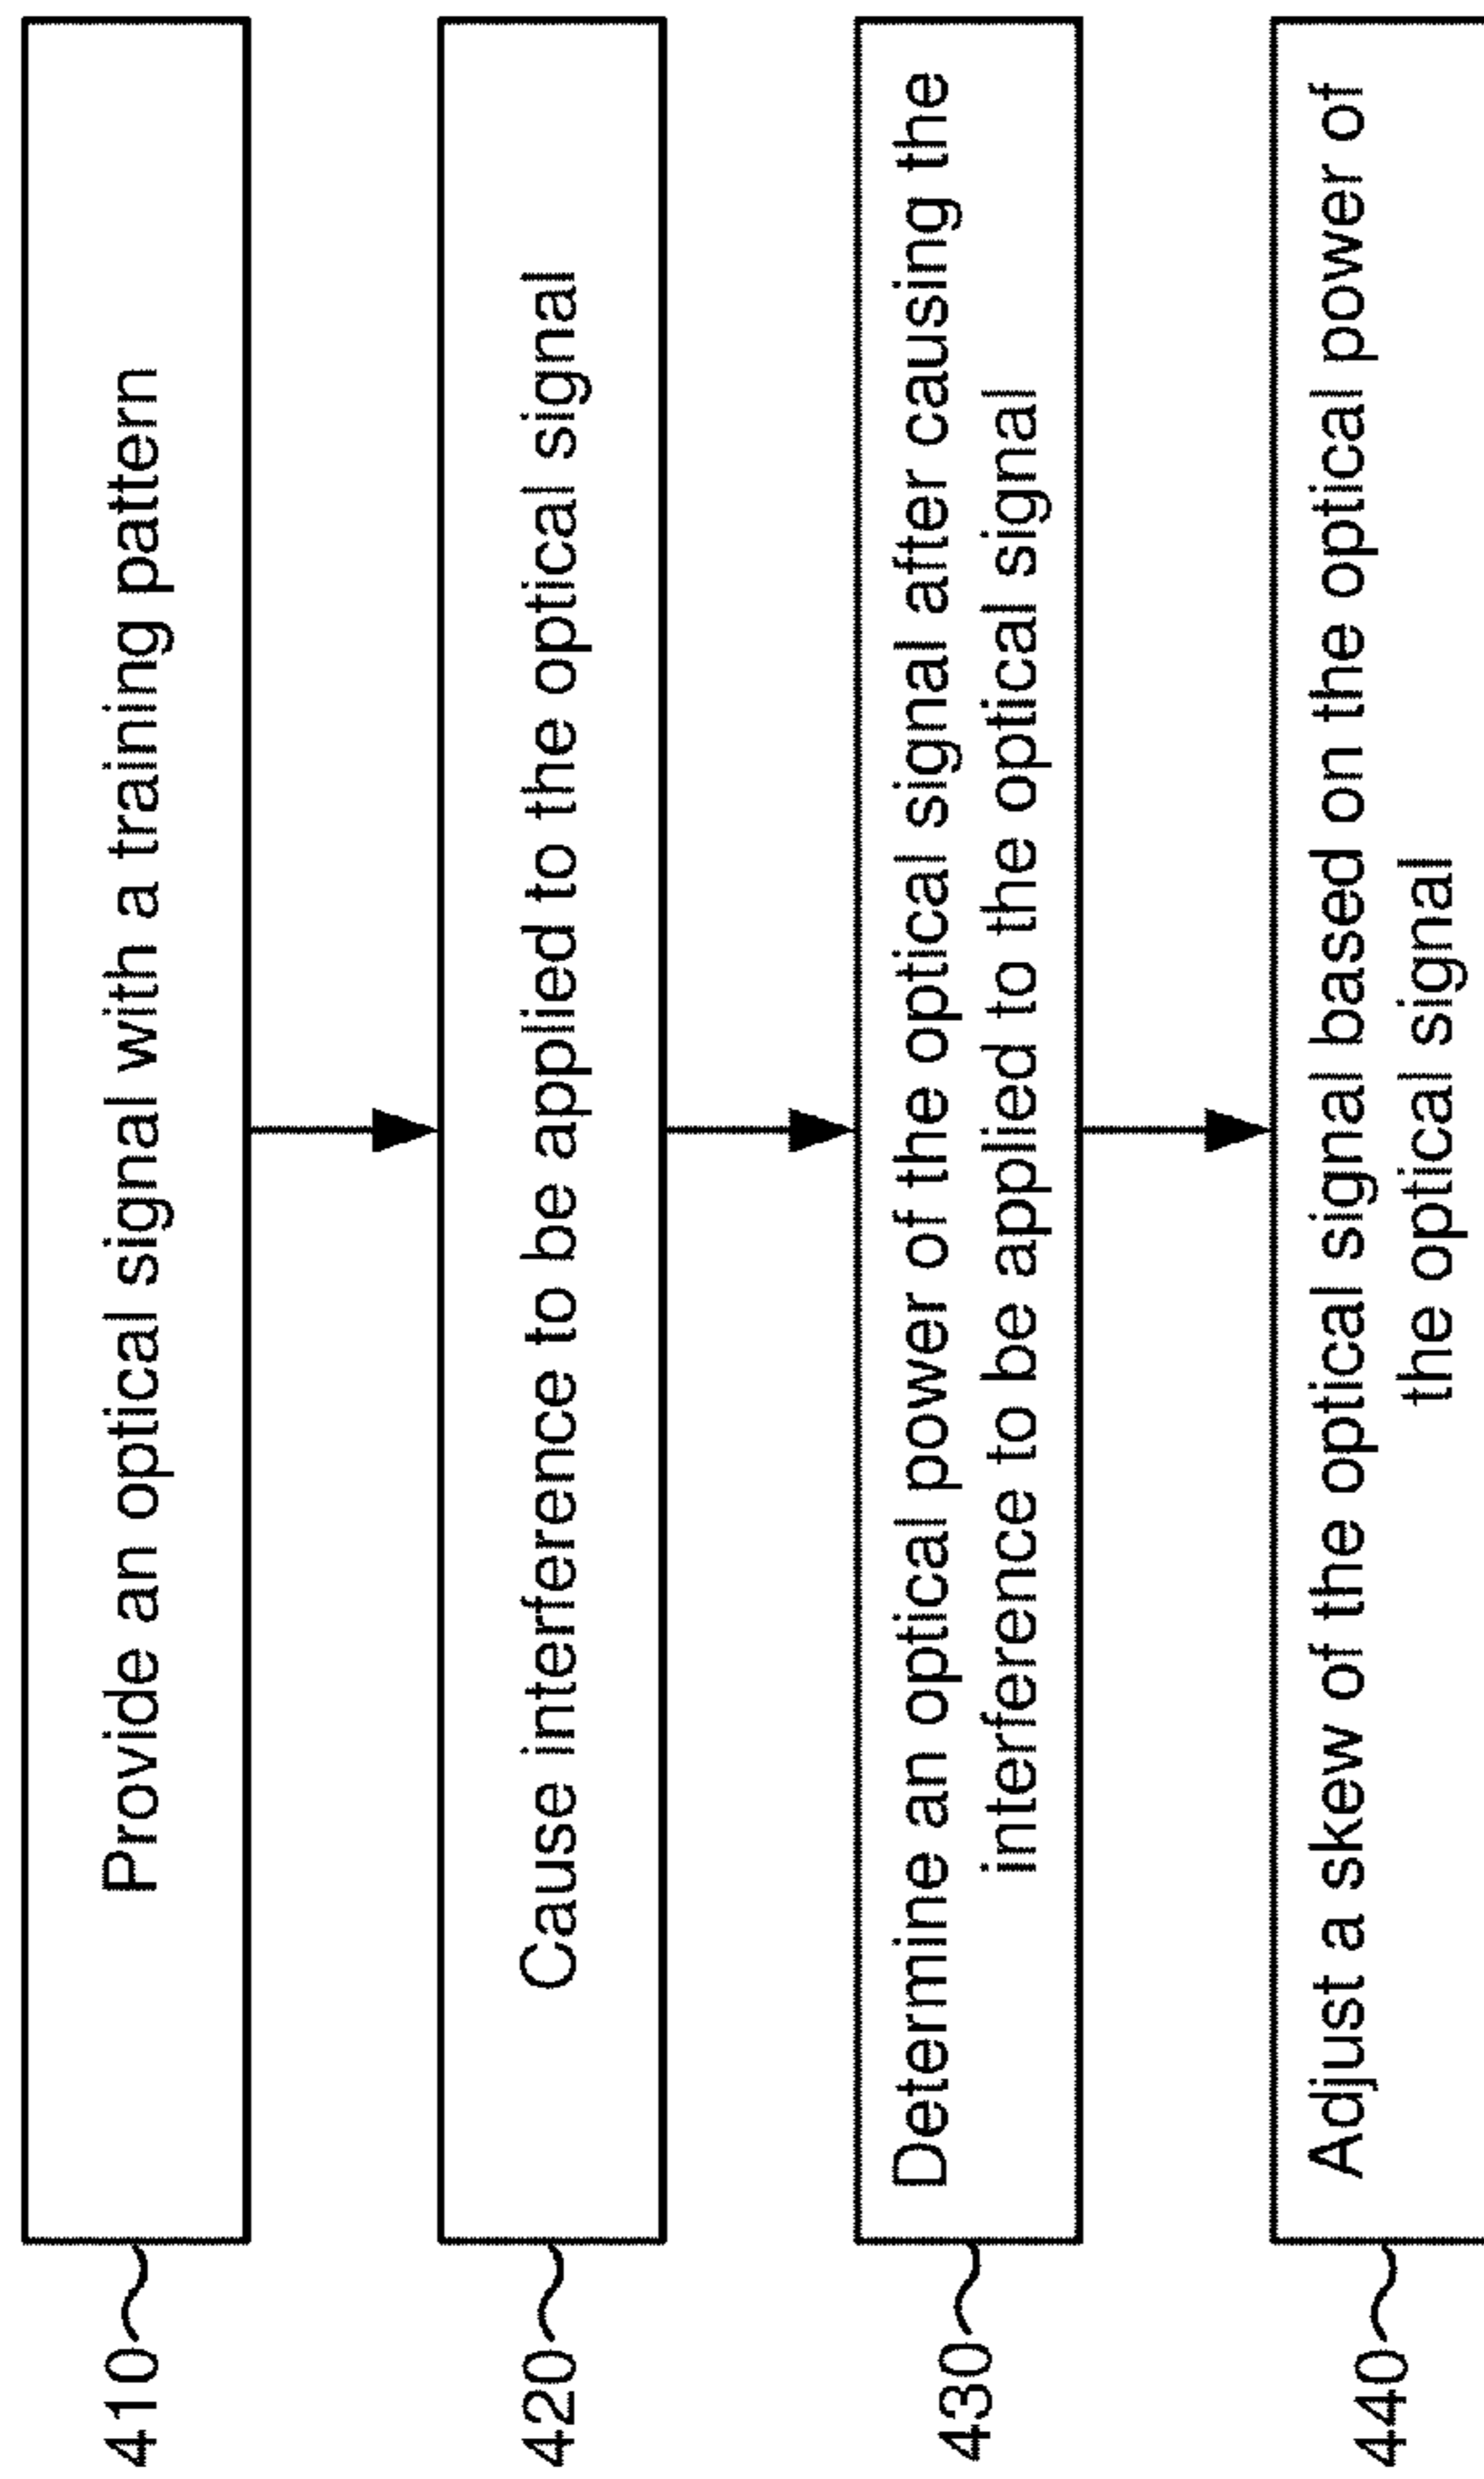 410
Provide an optical signal with a training pattern
420
Cause interference to be applied to the optical signal
430
Determine an optical power of the optical signal after causing the
interference to be applied to the optical signal
440
Adjust a skew of the optical signal based on the optical power of
the optical signal